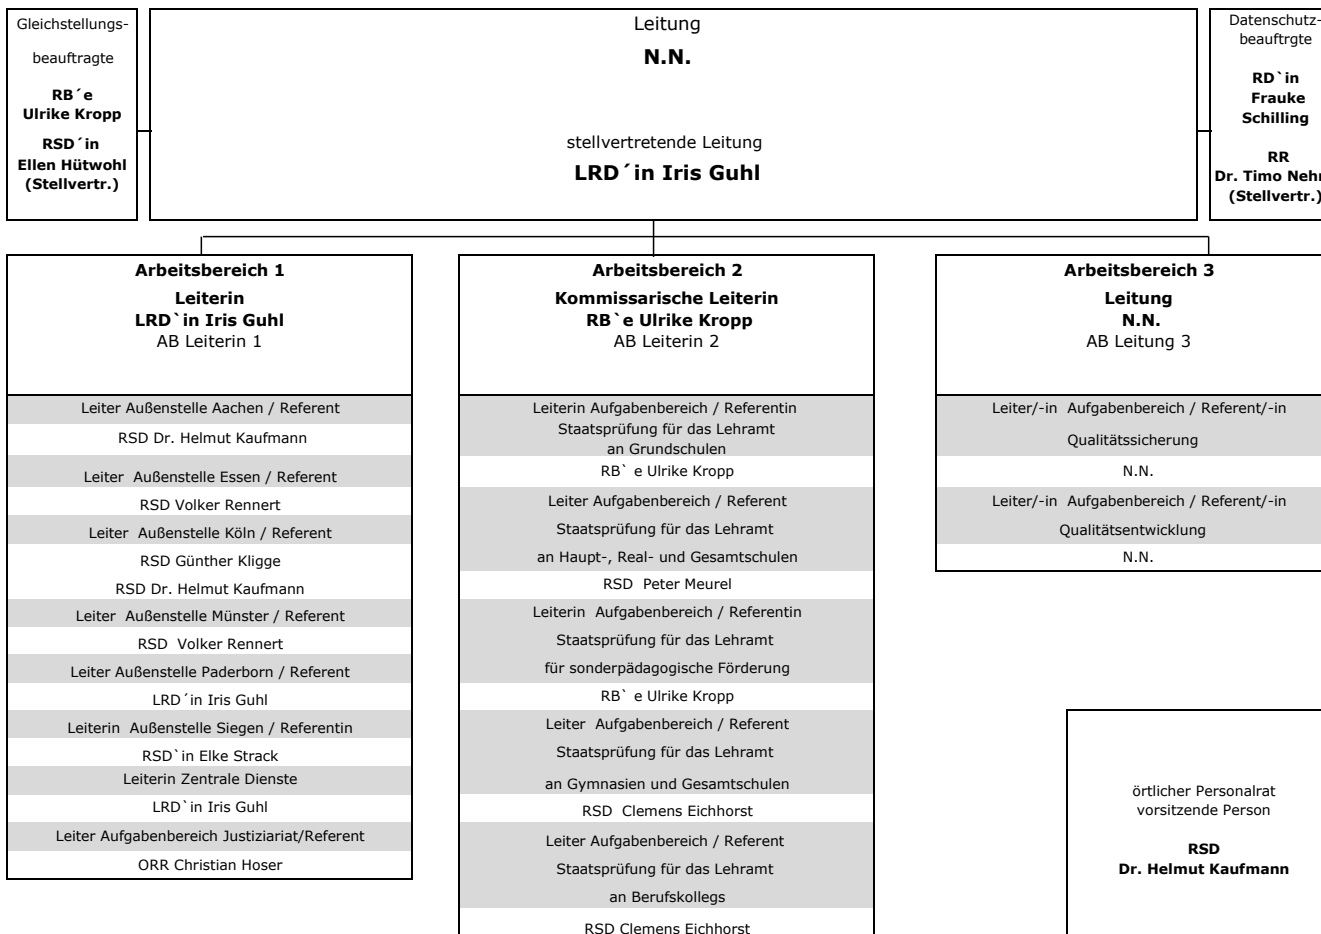 Gleichstellungs-
beauftragte
RB´e
Ulrike Kropp
RSD´in
Ellen Hütwohl
(Stellvertr.)
Leitung
N.N.
stellvertretende Leitung
LRD´in Iris Guhl
Datenschutz-
beauftrgte
RD`in
Frauke
Schilling
RR
Dr. Timo
(Stellvertr.)
Arbeitsbereich 1
Leiterin
LRD`in Iris Guhl
AB Leiterin 1
Leiter Außenstelle Aachen / Referent
RSD Dr. Helmut Kaufmann
Leiter Außenstelle Essen / Referent
RSD Volker Rennert
Leiter Außenstelle Köln / Referent
RSD Günther Kligge
RSD Dr. Helmut Kaufmann
Leiter Außenstelle Münster / Referent
RSD Volker Rennert
Leiter Außenstelle Paderborn / Referent
LRD´in Iris Guhl
Leiterin Außenstelle Siegen / Referentin
RSD`in Elke Strack
Leiterin Zentrale Dienste
LRD`in Iris Guhl
Leiter Aufgabenbereich Justiziariat/Referent
ORR Christian Hoser
Arbeitsbereich 2
Kommissarische Leiterin
RB`e Ulrike Kropp
AB Leiterin 2
Leiterin Aufgabenbereich / Referentin
Staatsprüfung für das Lehramt
an Grundschulen
RB` e Ulrike Kropp
Leiter Aufgabenbereich / Referent
Staatsprüfung für das Lehramt
an Haupt-, Real- und Gesamtschulen
RSD Peter Meurel
Leiterin Aufgabenbereich / Referentin
Staatsprüfung für das Lehramt
für sonderpädagogische Förderung
RB` e Ulrike Kropp
Leiter Aufgabenbereich / Referent
Staatsprüfung für das Lehramt
an Gymnasien und Gesamtschulen
RSD Clemens Eichhorst
Leiter Aufgabenbereich / Referent
Staatsprüfung für das Lehramt
an Berufskollegs
RSD Clemens Eichhorst
Arbeitsbereich 3
Leitung
N.N.
AB Leitung 3
Leiter/-in Aufgabenbereich / Referent/-in
Qualitätssicherung
N.N.
Leiter/-in Aufgabenbereich / Referent/-in
Qualitätsentwicklung
N.N.
örtlicher Personalrat
vorsitzende Person
RSD
Dr. Helmut Kaufmann